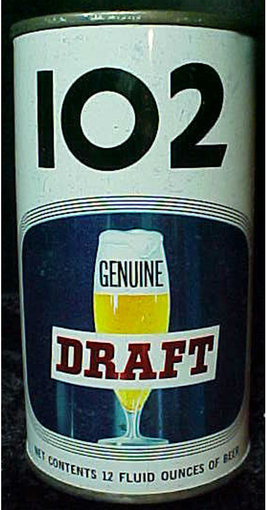 102
GENUINE
DRAFT
NET CONTENTS 12 FLUID OUNCES OF BEER